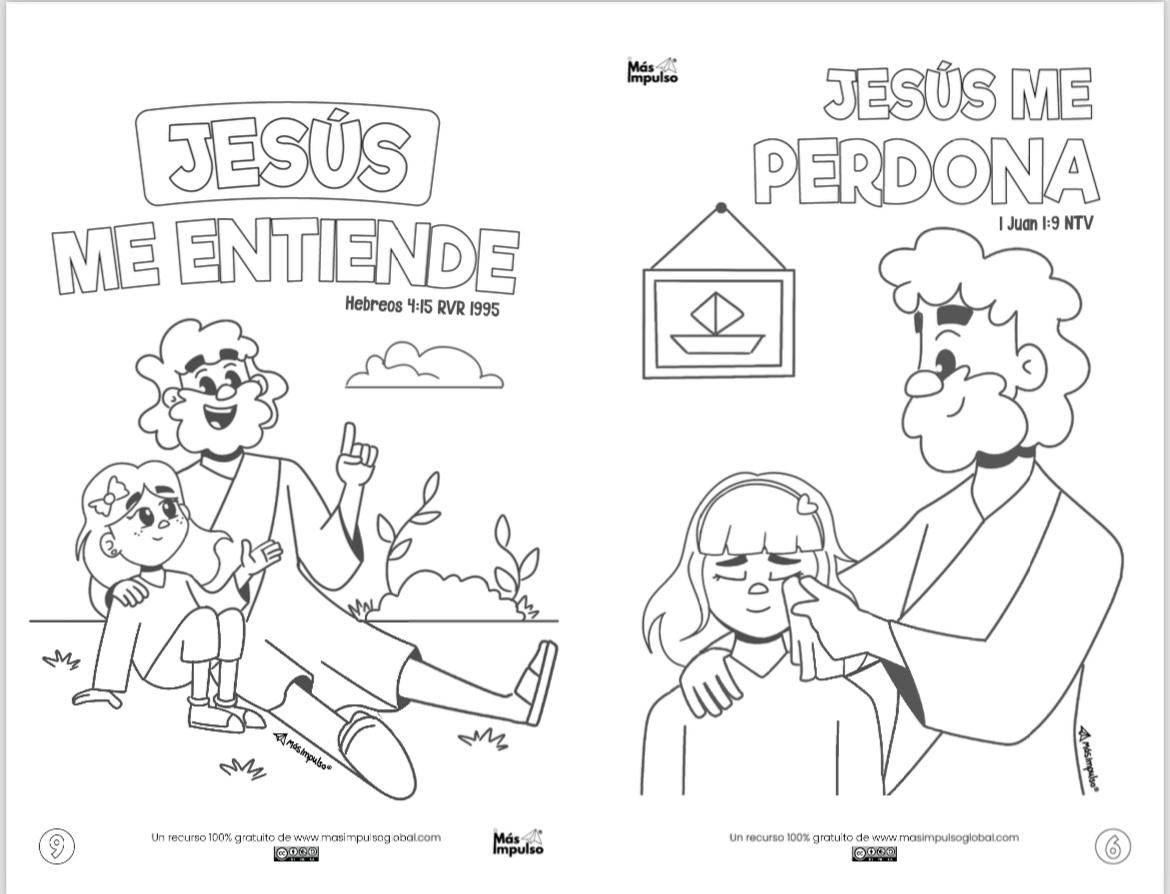 JESÚS
ME ENTIENDE
Hebreos 4:15 RVR 1995
MásImpulso
9
Un recurso 100% gratuito de www.masimpulsoglobal.com
Más
Impulso
Más
Impulso
JESÚS ME
PERDONA
1 Juan 1:9 NTV
MásImpulso
Un recurso 100% gratuito de www.masimpulsoglobal.com
6